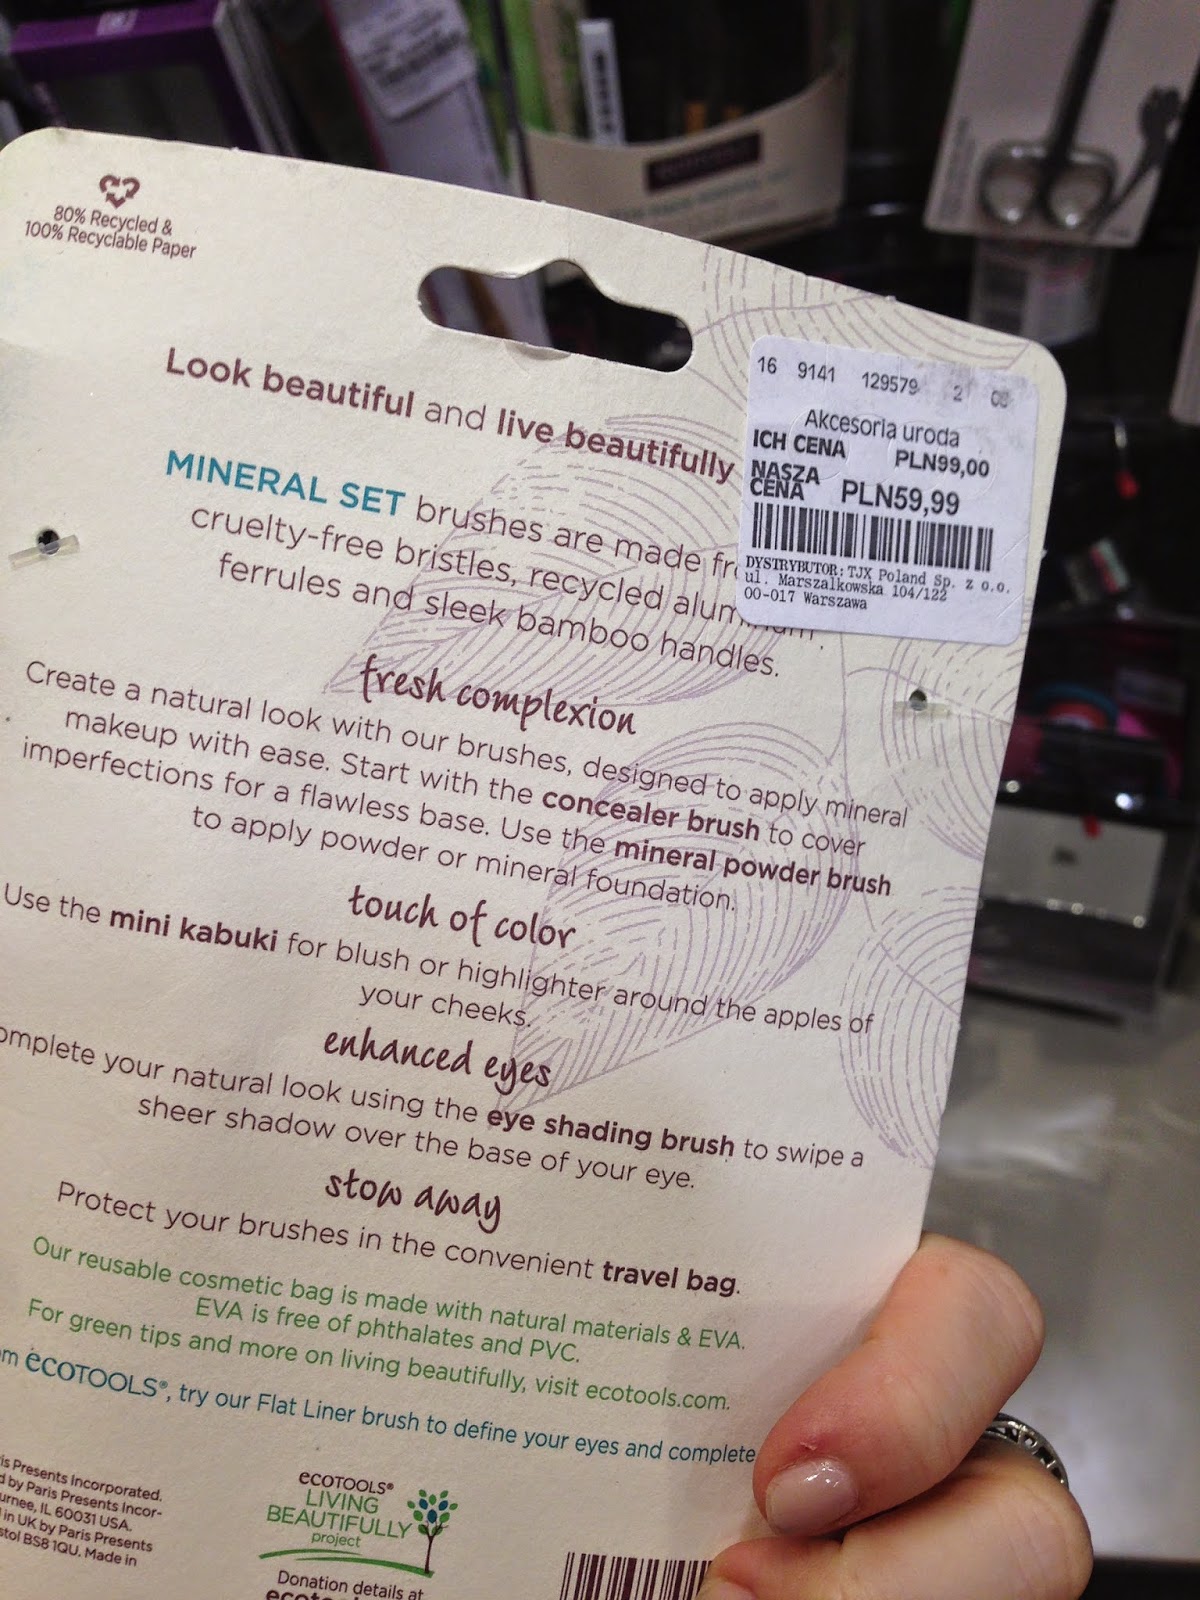 80% Recycled &
100% Recyclable Paper
Look beautiful and live beautifully
16 9141 129579 2
Akcesoria uroda
ICH CENA PLN99,00
NASZA
CENA PLN59,99
DYSTRYBUTOR: TJX Poland Sp. z o.o.
ul. Marszalkowska 104/122
00-017 Warszawa
MINERAL SET brushes are made
cruelty-free bristles, recycled
ferrules and sleek bamboo handles.
fresh complexion
Create a natural look with our brushes, designed to apply mineral
makeup with ease. Start with the concealer brush to cover
imperfections for a flawless base. Use the mineral powder brush
to apply powder or mineral foundation.
touch of color
Use the mini kabuki for blush or highlighter around the apples of
your cheeks.
enhanced eyes
omplete your natural look using the eye shading brush to swipe a
sheer shadow over the base of your eye.
stow away
Protect your brushes in the convenient travel bag.
Our reusable cosmetic bag is made with natural materials & EVA.
EVA is free of phthalates and PVC.
For green tips and more on living beautifully, visit ecotools.com.
om ecoTOOLS®, try our Flat Liner brush to define your eyes and complete
is Presents Incorporated.
d by Paris Presents Incor-
urnee, IL 60031 USA.
in UK by Paris Presents
stol BS8 1QU. Made in
ecoTOOLS®
LIVING
BEAUTIFULLY
project
Donation details at